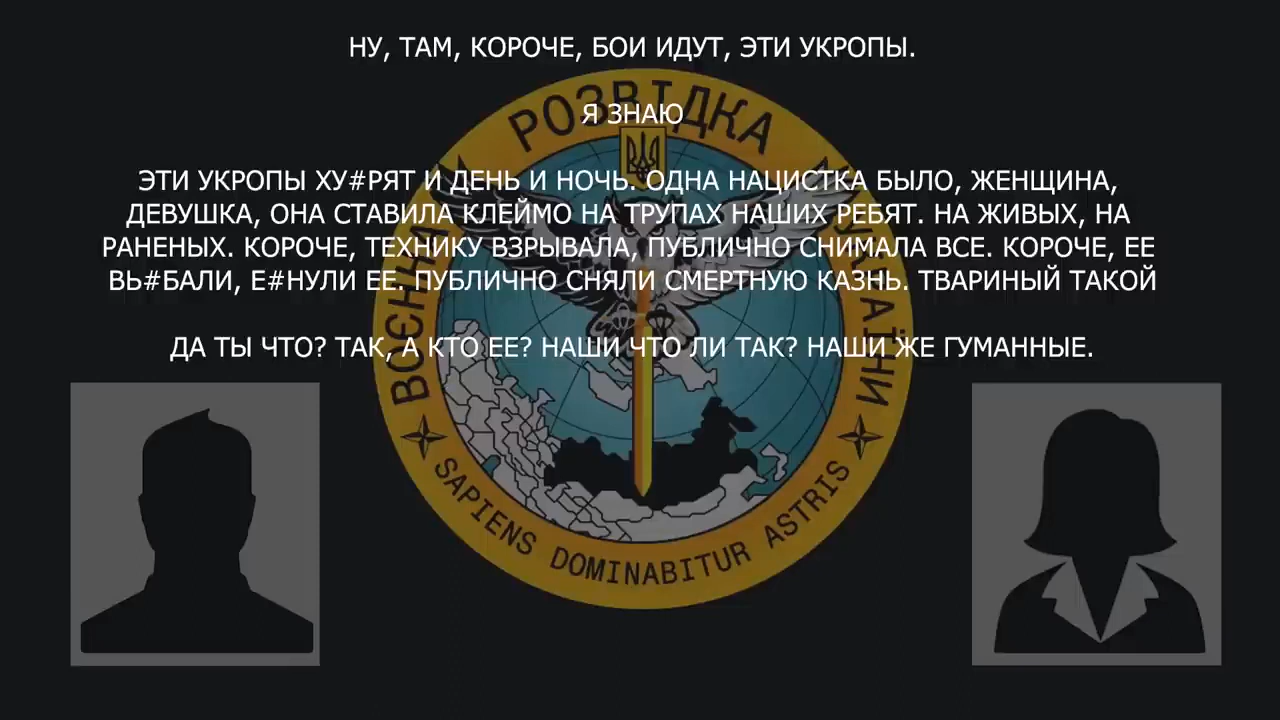 НУ, ТАМ, КОРОЧЕ, БОИ ИДУТ, ЭТИ УКРОПЫ.
Я ЗНАЮ
ЭТИ УКРОПЫ ХУ#РЯТ И ДЕНЬ И НОЧЬ. ОДНА НАЦИСТКА БЫЛО, ЖЕНЩИНА,
ДЕВУШКА, ОНА СТАВИЛА КЛЕЙМО НА ТРУПАХ НАШИХ РЕБЯТ. НА ЖИВЫХ, НА
РАНЕНЫХ. КОРОЧЕ, ТЕХНИКУ ВЗРЫВАЛА, ПУБЛИЧНО СНИМАЛА ВСЕ. КОРОЧЕ, ЕЕ
ВЬ#БАЛИ, Е#НУЛИ ЕЕ. ПУБЛИЧНО СНЯЛИ СМЕРТНУЮ КАЗНЬ. ТВАРИНЫЙ ТАКОЙ
ДА ТЫ ЧТО? ТАК, А КТО ЕЕ? НАШИ ЧТО ЛИ ТАК? НАШИ ЖЕ ГУМАННЫЕ.
ВОЄННА РОЗВІДКА УКРАЇНИ
SAPIENS DOMINABITUR ASTRIS